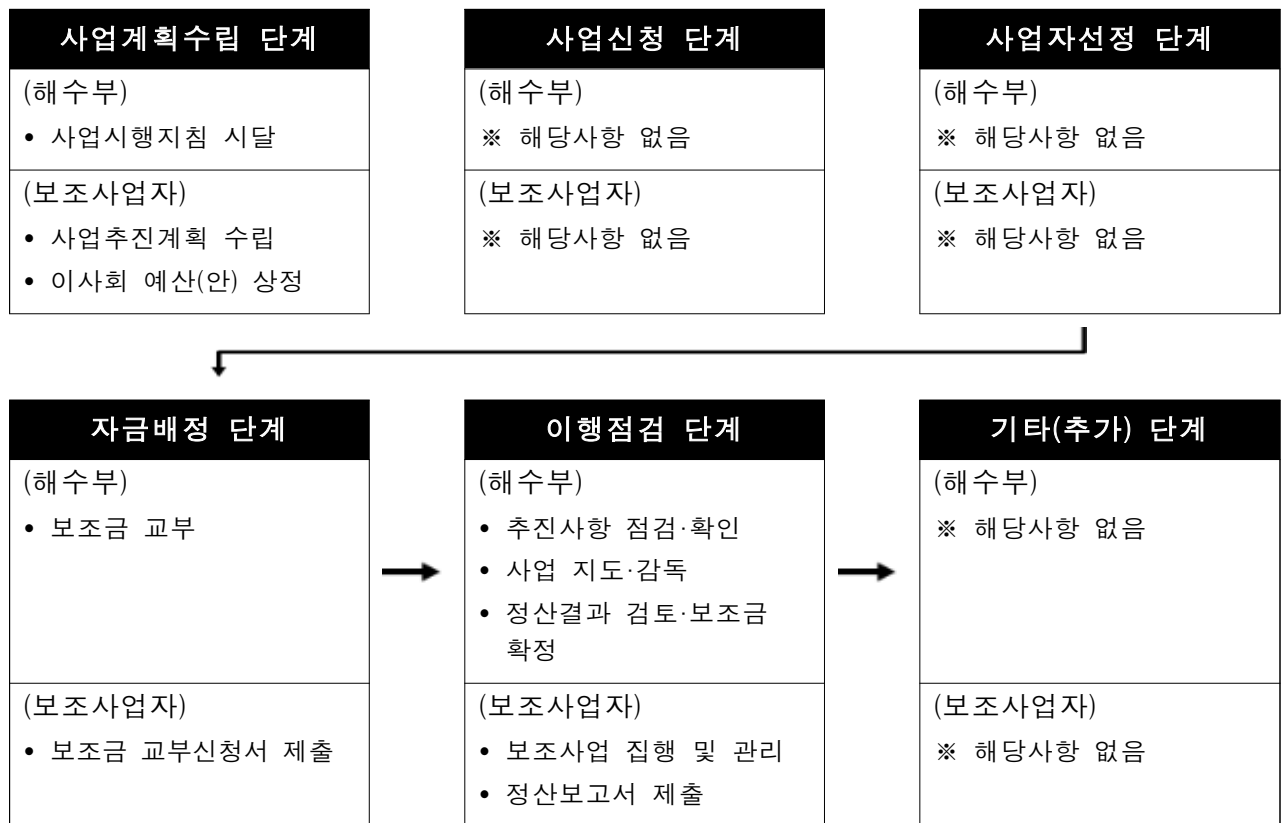 사업계획수립 단계
(해수부)
• 사업시행지침 시달
(보조사업자)
• 사업추진계획 수립
• 이사회 예산(안) 상정
사업신청 단계
(해수부)
※ 해당사항 없음
(보조사업자)
※ 해당사항 없음
사업자선정 단계
(해수부)
※ 해당사항 없음
(보조사업자)
※ 해당사항 없음
자금배정 단계
(해수부)
• 보조금 교부
(보조사업자)
• 보조금 교부신청서 제출
이행점검 단계
(해수부)
• 추진사항 점검·확인
• 사업 지도·감독
• 정산결과 검토·보조금
확정
(보조사업자)
• 보조사업 집행 및 관리
• 정산보고서 제출
기타(추가) 단계
(해수부)
※ 해당사항 없음
(보조사업자)
※ 해당사항 없음